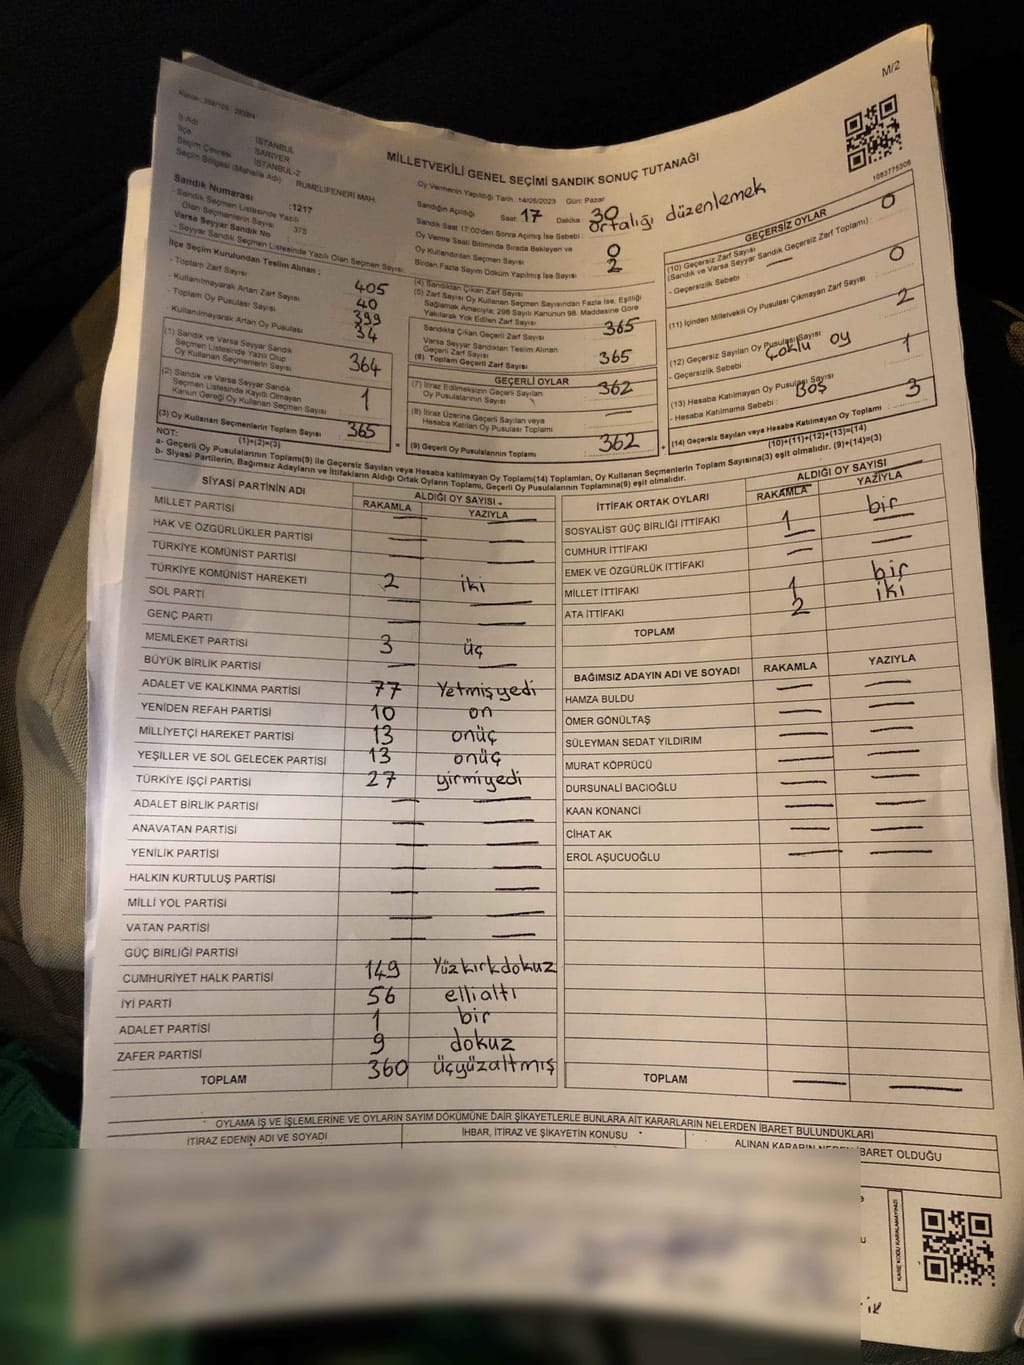 M/2
İl Adı İSTANBUL
İlçe SARIYER
Seçim Çevresi İSTANBUL-2
Seçim Bölgesi (Mahalle Adı) RUMELIFENERI MAH.
Sandık Numarası :1217
- Sandık Seçmen Listesinde Yazılı
Olan Seçmenlerin Sayısı : 375
Varsa Seyyar Sandık No
- Seyyar Sandık Seçmen Listesinde Yazılı Olan Seçmen Sayısı:
MİLLETVEKİLİ GENEL SEÇİMİ SANDIK SONUÇ TUTANAĞI
Oy Vermenin Yapıldığı Tarih :14/05/2023 Gün: Pazar
Sandığın Açıldığı Saat: 17 Dakika : 30
Sandık Saat 17:00'den Sonra Açılmış İse Sebebi : Ortalığı düzenlemek
Oy Verme Saati Bitiminde Sırada Bekleyen ve
Oy Kullandırılan Seçmen Sayısı 0
Birden Fazla Sayım Döküm Yapılmış İse Sayısı 2
1083775306
İlçe Seçim Kurulundan Teslim Alınan ;
- Toplam Zarf Sayısı 405
- Kullanılmayarak Artan Zarf Sayısı 40
- Toplam Oy Pusulası Sayısı 399
- Kullanılmayarak Artan Oy Pusulası 34
(1) Sandık ve Varsa Seyyar Sandık
Seçmen Listesinde Yazılı Olup
Oy Kullanan Seçmenlerin Sayısı 364
(2) Sandık ve Varsa Seyyar Sandık
Seçmen Listesinde Kayıtlı Olmayan
Kanun Gereği Oy Kullanan Seçmen Sayısı 1
(3) Oy Kullanan Seçmenlerin Toplam Sayısı 365
(1)+(2)=(3)
(4) Sandıktan Çıkan Zarf Sayısı
(5) Zarf Sayısı Oy Kullanan Seçmen Sayısından Fazla İse, Eşitliği
Sağlamak Amacıyla; 298 Sayılı Kanunun 98. Maddesine Göre
Yakılarak Yok Edilen Zarf Sayısı
Sandıkta Çıkan Geçerli Zarf Sayısı 365
Varsa Seyyar Sandıktan Teslim Alınan
Geçerli Zarf Sayısı
(6) Toplam Geçerli Zarf Sayısı 365
GEÇERLİ OYLAR
(7) İtiraz Edilmeksizin Geçerli Sayılan
Oy Pusulasının Sayısı 362
(8) İtiraz Üzerine Geçerli Sayılan veya
Hesaba Katılan Oy Pusulası Toplamı —
(9) Geçerli Oy Pusulalarının Toplamı 362
GEÇERSİZ OYLAR
(10) Geçersiz Zarf Sayısı 0
(Sandık ve Varsa Seyyar Sandık Geçersiz Zarf Toplamı) :
- Geçersizlik Sebebi : —
(11) İçinden Milletvekili Oy Pusulası Çıkmayan Zarf Sayısı 0
(12) Geçersiz Sayılan Oy Pusulası Sayısı 2
- Geçersizlik Sebebi : Çoklu oy
(13) Hesaba Katılmayan Oy Pusulası Sayısı 1
- Hesaba Katılmama Sebebi : Boş
(14) Geçersiz Sayılan veya Hesaba Katılmayan Oy Toplamı 3
(10)+(11)+(12)+(13)=(14)
NOT:
a- Geçerli Oy Pusulalarının Toplamı(9) ile Geçersiz Sayılan veya Hesaba katılmayan Oy Toplamı(14) Toplamları, Oy Kullanan Seçmenlerin Toplam Sayısına(3) eşit olmalıdır. (9)+(14)=(3)
b- Siyasi Partilerin, Bağımsız Adayların ve İttifakların Aldığı Ortak Oyların Toplamı, Geçerli Oy Pusulalarının Toplamına(9) eşit olmalıdır.
SİYASİ PARTİNİN ADI ALDIĞI OY SAYISI
RAKAMLA YAZIYLA
MİLLET PARTİSİ — —
HAK VE ÖZGÜRLÜKLER PARTİSİ — —
TÜRKİYE KOMÜNİST PARTİSİ — —
TÜRKİYE KOMÜNİST HAREKETİ 2 iki
SOL PARTİ — —
GENÇ PARTİ — —
MEMLEKET PARTİSİ 3 üç
BÜYÜK BİRLİK PARTİSİ — —
ADALET VE KALKINMA PARTİSİ 77 Yetmişyedi
YENİDEN REFAH PARTİSİ 10 on
MİLLİYETÇİ HAREKET PARTİSİ 13 onüç
YEŞİLLER VE SOL GELECEK PARTİSİ 13 onüç
TÜRKİYE İŞÇİ PARTİSİ 27 yirmiyedi
ADALET BİRLİK PARTİSİ — —
ANAVATAN PARTİSİ — —
YENİLİK PARTİSİ — —
HALKIN KURTULUŞ PARTİSİ — —
MİLLİ YOL PARTİSİ — —
VATAN PARTİSİ — —
GÜÇ BİRLİĞİ PARTİSİ — —
CUMHURİYET HALK PARTİSİ 149 Yüzkırkdokuz
İYİ PARTİ 56 ellialtı
ADALET PARTİSİ 1 bir
ZAFER PARTİSİ 9 dokuz
TOPLAM 360 üçyüzaltmış
İTTİFAK ORTAK OYLARI ALDIĞI OY SAYISI
RAKAMLA YAZIYLA
SOSYALİST GÜÇ BİRLİĞİ İTTİFAKI 1 bir
CUMHUR İTTİFAKI — —
EMEK VE ÖZGÜRLÜK İTTİFAKI — —
MİLLET İTTİFAKI 1 bir
ATA İTTİFAKI 2 iki
TOPLAM
BAĞIMSIZ ADAYIN ADI VE SOYADI RAKAMLA YAZIYLA
HAMZA BULDU — —
ÖMER GÖNÜLTAŞ — —
SÜLEYMAN SEDAT YILDIRIM — —
MURAT KÖPRÜCÜ — —
DURSUNALİ BACIOĞLU — —
KAAN KONANCİ — —
CİHAT AK — —
EROL AŞUCUOĞLU — —
TOPLAM — —
OYLAMA İŞ VE İŞLEMLERİNE VE OYLARIN SAYIM DÖKÜMÜNE DAİR ŞİKAYETLERLE BUNLARA AİT KARARLARIN NELERDEN İBARET BULUNDUKLARI
İTİRAZ EDENİN ADI VE SOYADI İHBAR, İTİRAZ VE ŞİKAYETİN KONUSU ALINAN KARARIN NEDEN İBARET OLDUĞU
KARE KODU KARALAMAYINIZ!